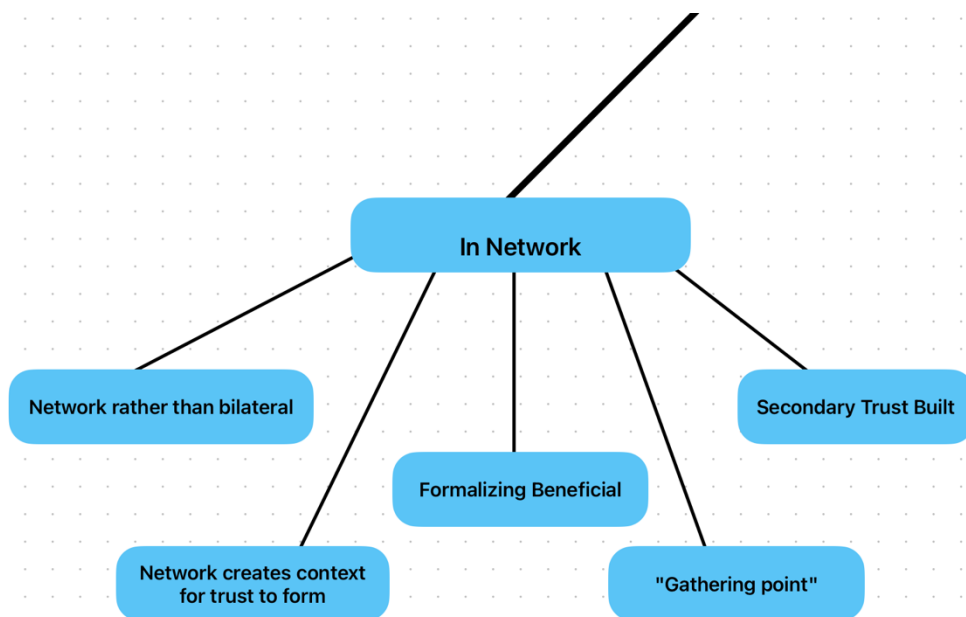 In Network
Network rather than bilateral
Secondary Trust Built
Formalizing Beneficial
Network creates context
for trust to form
"Gathering point"